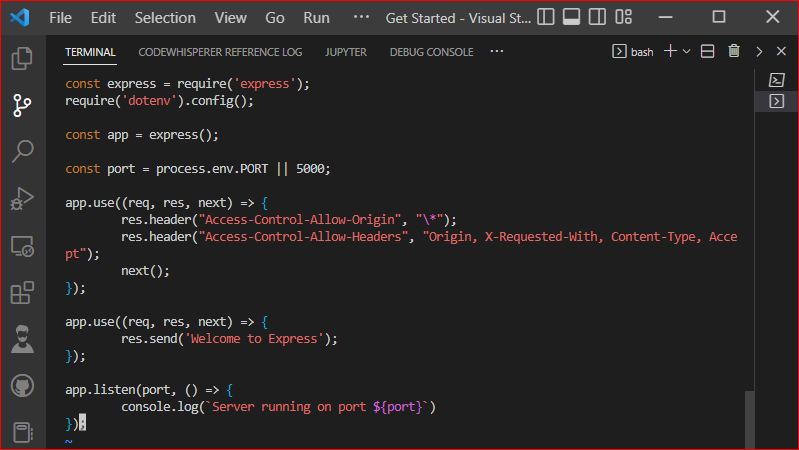 File Edit Selection View Go Run ··· Get Started - Visual St...
TERMINAL CODEWHISPERER REFERENCE LOG JUPYTER DEBUG CONSOLE ··· bash
const express = require('express');
require('dotenv').config();
const app = express();
const port = process.env.PORT || 5000;
app.use((req, res, next) => {
res.header("Access-Control-Allow-Origin", "\*");
res.header("Access-Control-Allow-Headers", "Origin, X-Requested-With, Content-Type, Acce
pt");
next();
});
app.use((req, res, next) => {
res.send('Welcome to Express');
});
app.listen(port, () => {
console.log(`Server running on port ${port}`)
});
~